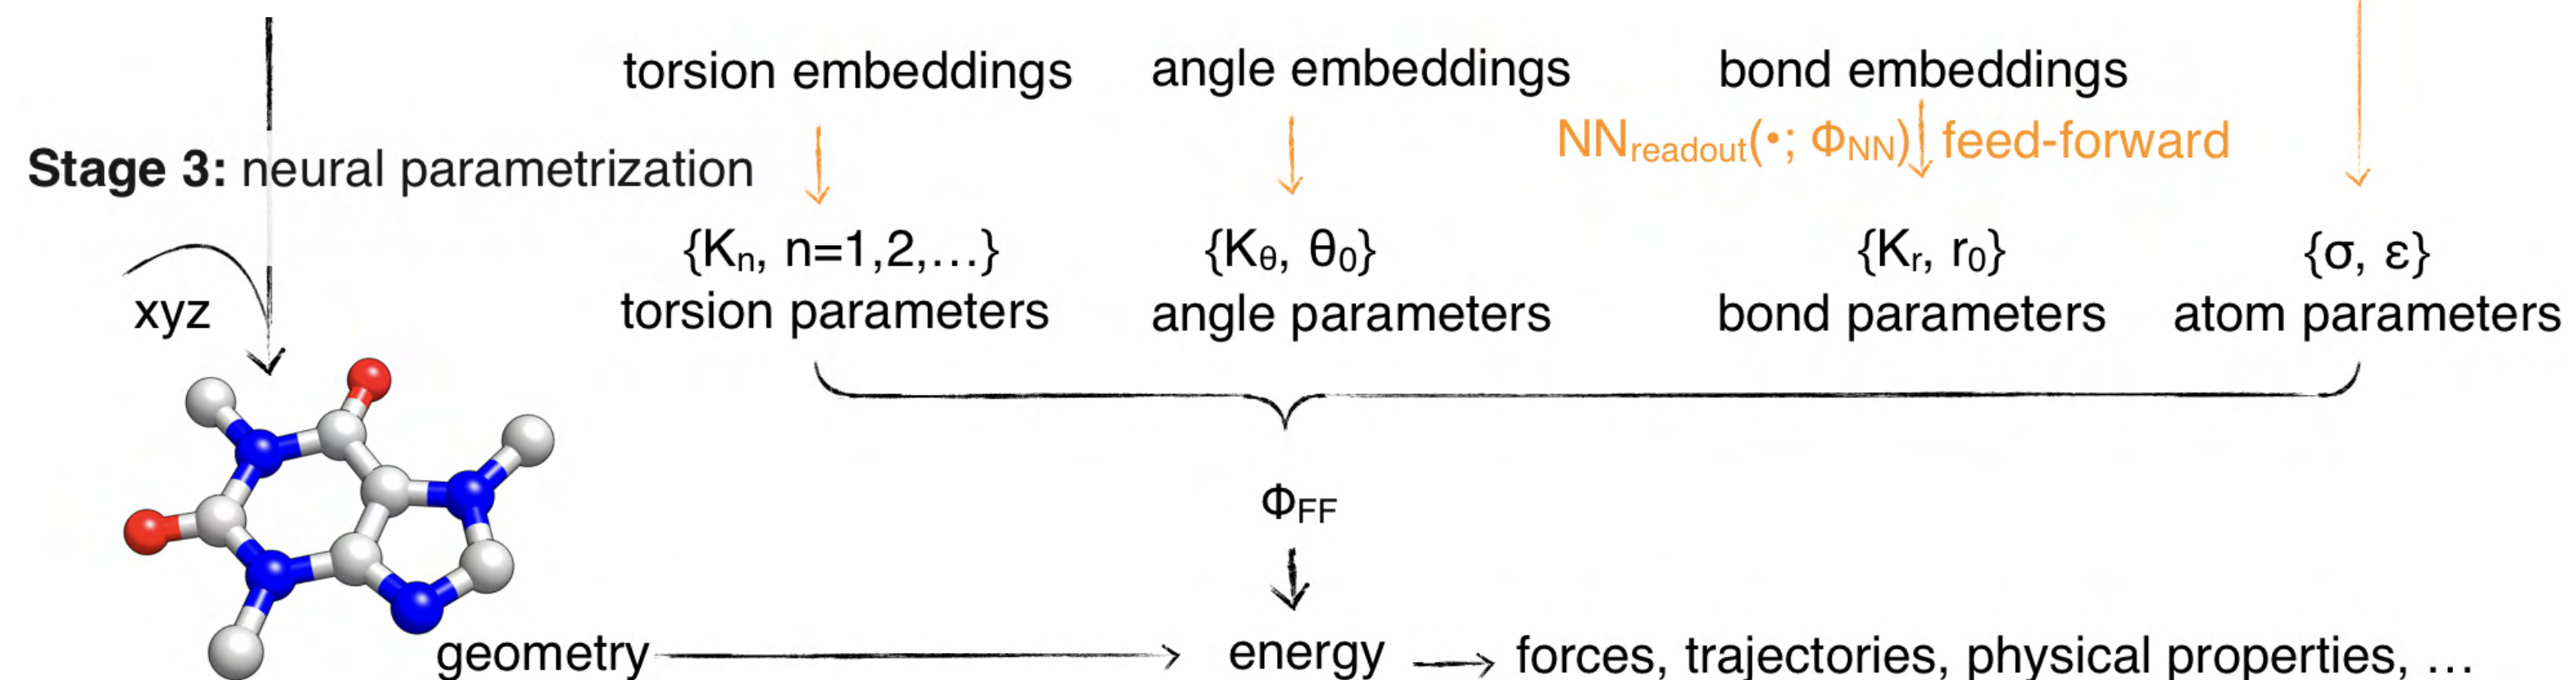 torsion embeddings angle embeddings bond embeddings
NNreadout(•; ΦNN) feed-forward
Stage 3: neural parametrization
{Kn, n=1,2,…} {Kθ, θ0} {Kr, r0} {σ, ε}
xyz torsion parameters angle parameters bond parameters atom parameters
ΦFF
geometry energy forces, trajectories, physical properties, …